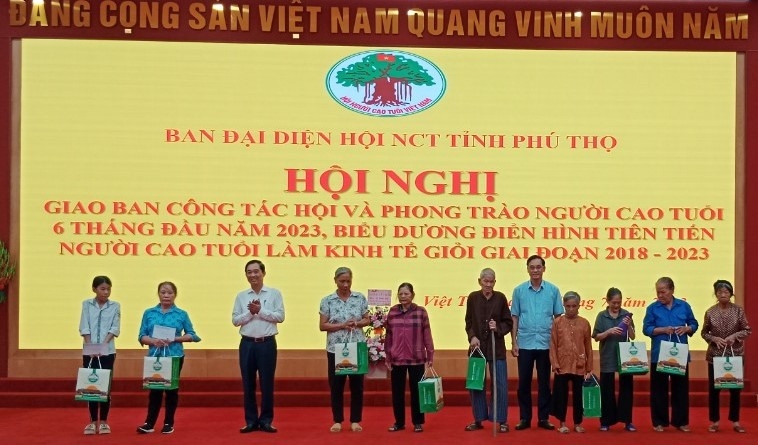 ĐẢNG CỘNG SẢN VIỆT NAM QUANG VINH MUÔN NĂM
HỘI NGƯỜI CAO TUỔI VIỆT NAM
BAN ĐẠI DIỆN HỘI NCT TỈNH PHÚ THỌ
HỘI NGHỊ
GIAO BAN CÔNG TÁC HỘI VÀ PHONG TRÀO NGƯỜI CAO TUỔI
6 THÁNG ĐẦU NĂM 2023, BIỂU DƯƠNG ĐIỂN HÌNH TIÊN TIẾN
NGƯỜI CAO TUỔI LÀM KINH TẾ GIỎI GIAI ĐOẠN 2018 - 2023
Việt